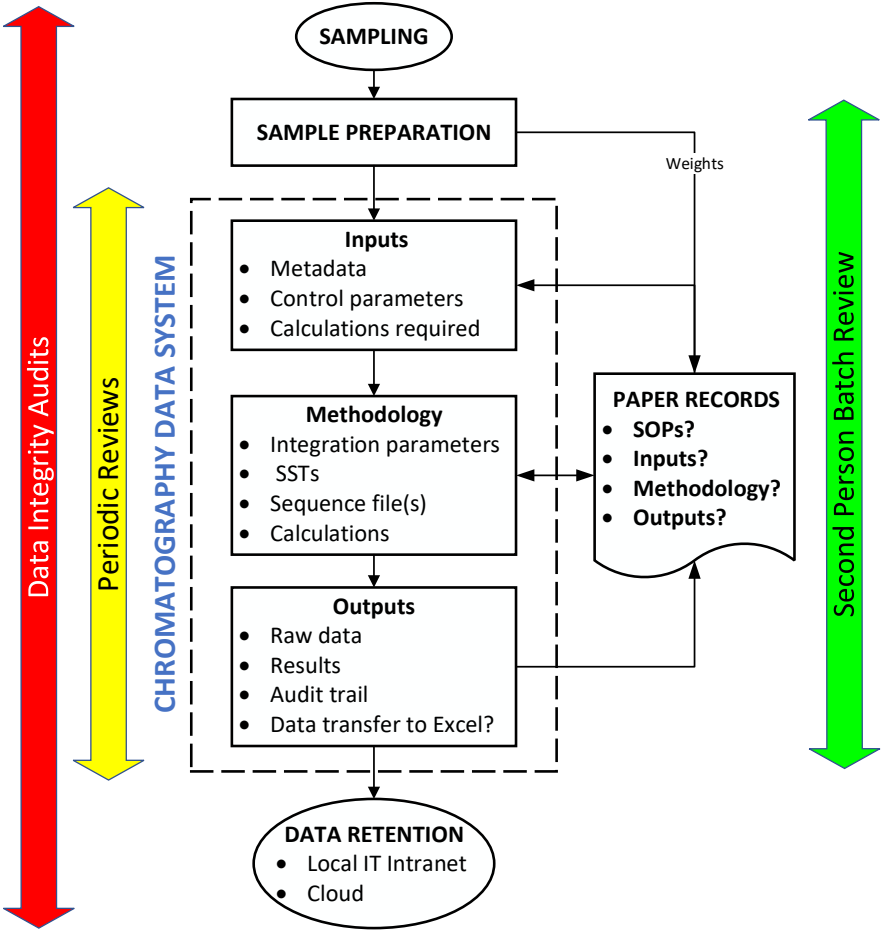 SAMPLING
SAMPLE PREPARATION
Weights
Inputs
• Metadata
• Control parameters
• Calculations required
Methodology
• Integration parameters
• SSTs
• Sequence file(s)
• Calculations
Outputs
• Raw data
• Results
• Audit trail
• Data transfer to Excel?
PAPER RECORDS
• SOPs?
• Inputs?
• Methodology?
• Outputs?
DATA RETENTION
• Local IT Intranet
• Cloud
Data Integrity Audits
Periodic Reviews
CHROMATOGRAPHY DATA SYSTEM
Second Person Batch Review